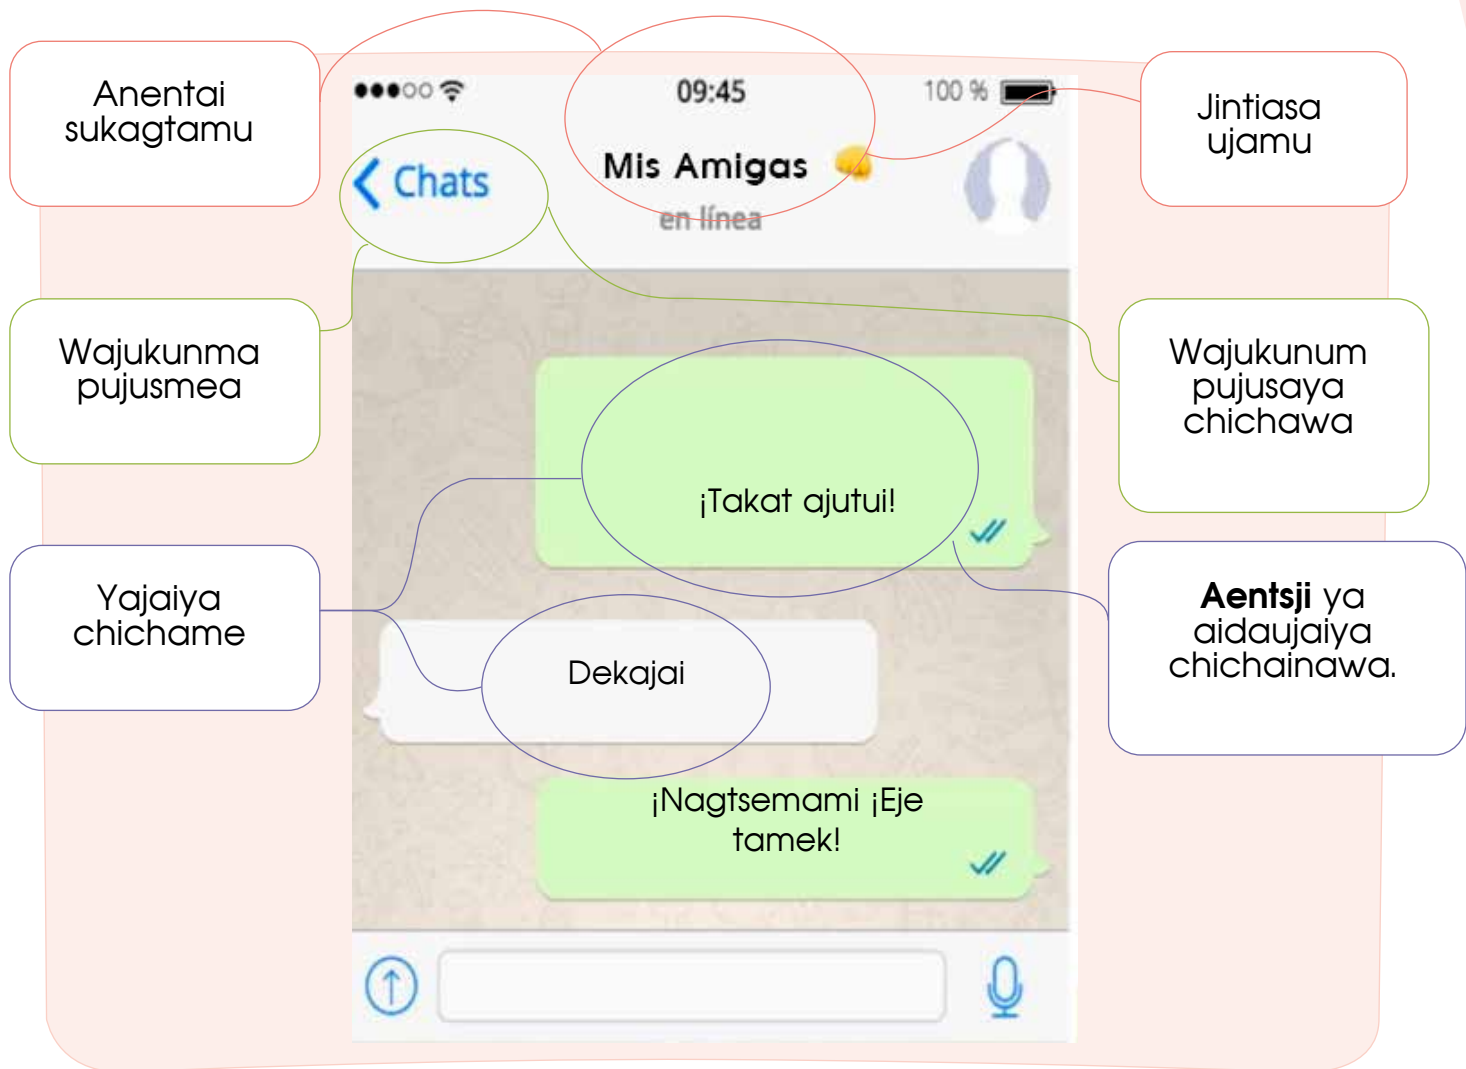 Anentai
sukagtamu
09:45
100 %
Jintiasa
ujamu
Chats
Mis Amigas
en línea
Wajukunma
pujusmea
Wajukunum
pujusaya
chichawa
¡Takat ajutui!
Yajaiya
chichame
Aentsji ya
aidaujaiya
chichainawa.
Dekajai
¡Nagtsemami ¡Eje
tamek!